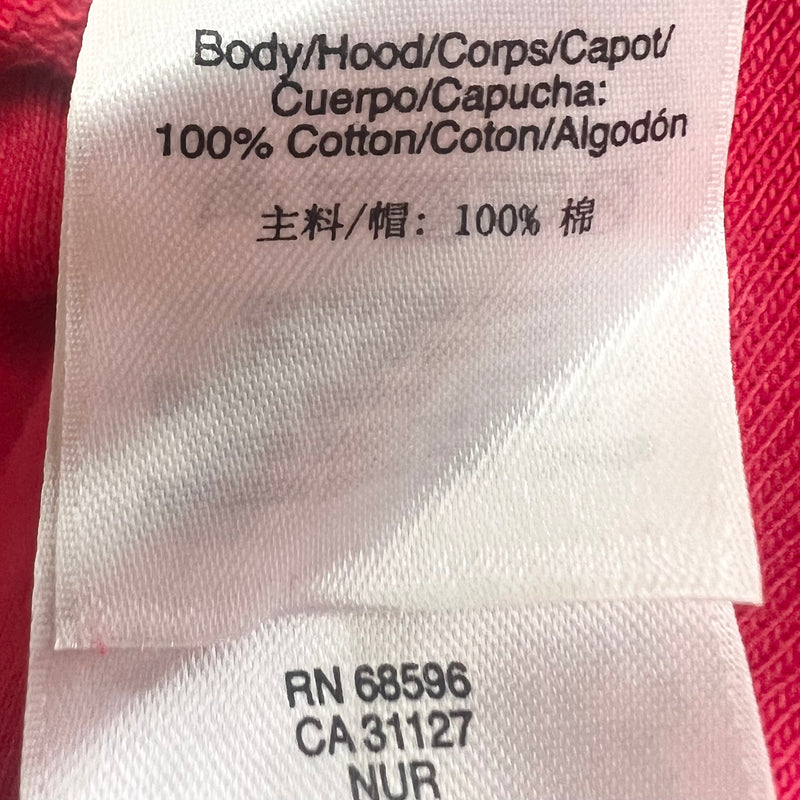 Body/Hood/Corps/Capot/
Cuerpo/Capucha:
100% Cotton/Coton/Algodón
主料/帽: 100% 棉
RN 68596
CA 31127
NUR